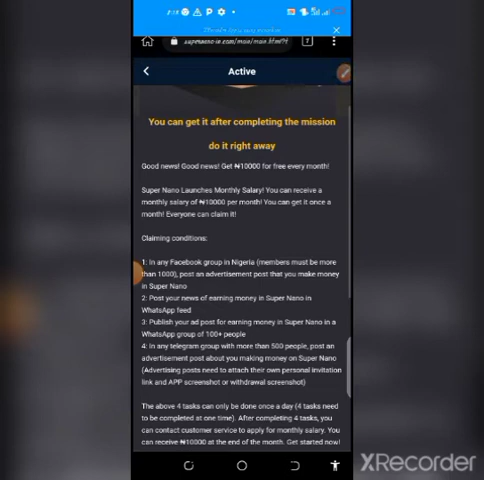 Active
You can get it after completing the mission
do it right away
Good news! Good news! Get ₦10000 for free every month!
Super Nano Launches Monthly Salary! You can receive a
monthly salary of ₦10000 per month! You can get it once a
month! Everyone can claim it!
Claiming conditions:
1: In any Facebook group in Nigeria (members must be more
than 1000), post an advertisement post that you make money
in Super Nano
2: Post your news of earning money in Super Nano in
WhatsApp feed
3: Publish your ad post for earning money in Super Nano in a
WhatsApp group of 100+ people
4: In any telegram group with more than 500 people, post an
advertisement post about you making money on Super Nano
(Advertising posts need to attach their own personal invitation
link and APP screenshot or withdrawal screenshot)
The above 4 tasks can only be done once a day (4 tasks need
to be completed at one time). After completing 4 tasks, you
can contact customer service to apply for monthly salary. You
can receive ₦10000 at the end of the month. Get started now!
XRecorder